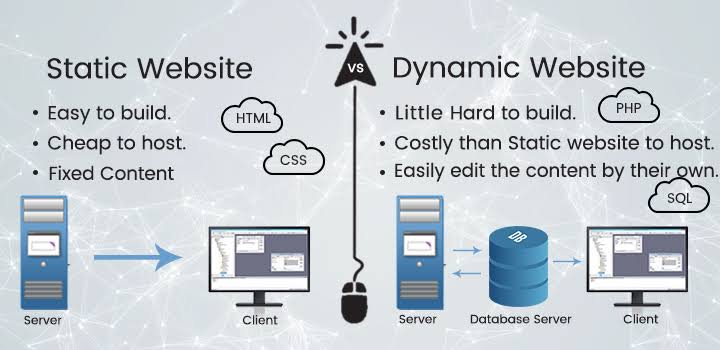 Static Website
• Easy to build.
• Cheap to host.
• Fixed Content
HTML
CSS
Server
Client
VS
Dynamic Website
• Little Hard to build.
• Costly than Static website to host.
• Easily edit the content by their own.
PHP
SQL
DB
Server
Database Server
Client